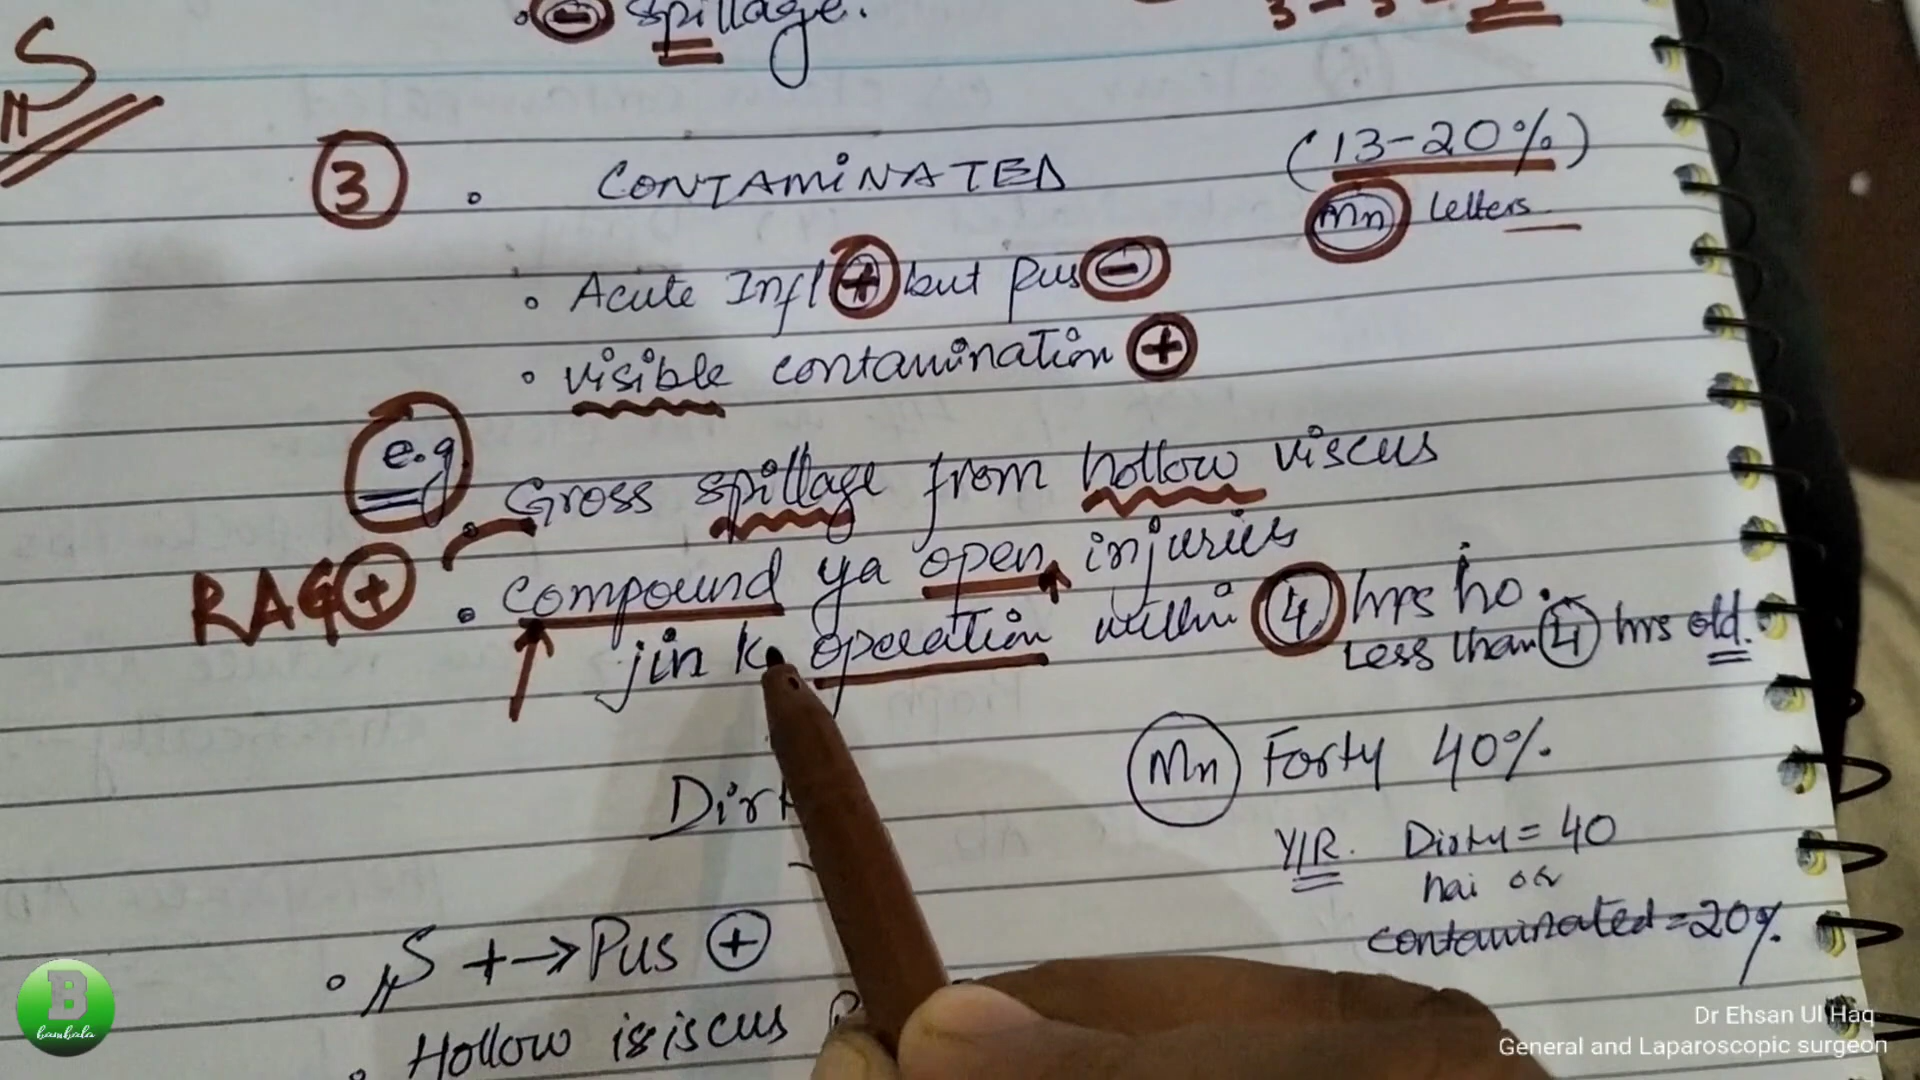 ⊖ spillage.
③ . CONTAMINATED (13-20%)
Mn Letters
. Acute Infl ⊕ but pus ⊖
. visible contamination ⊕
e.g
. Gross spillage from hollow viscus
RAG ⊕
. compound ya open injuries
jin k operation within ④ hrs ho.
Less than ④ hrs old.
Mn Forty 40%.
Dirt
Y/R. Dirty = 40
hai or
contaminated = 20%.
. S + → Pus ⊕
. Hollow isiscus
B
bambala
Dr Ehsan Ul Haq
General and Laparoscopic surgeon